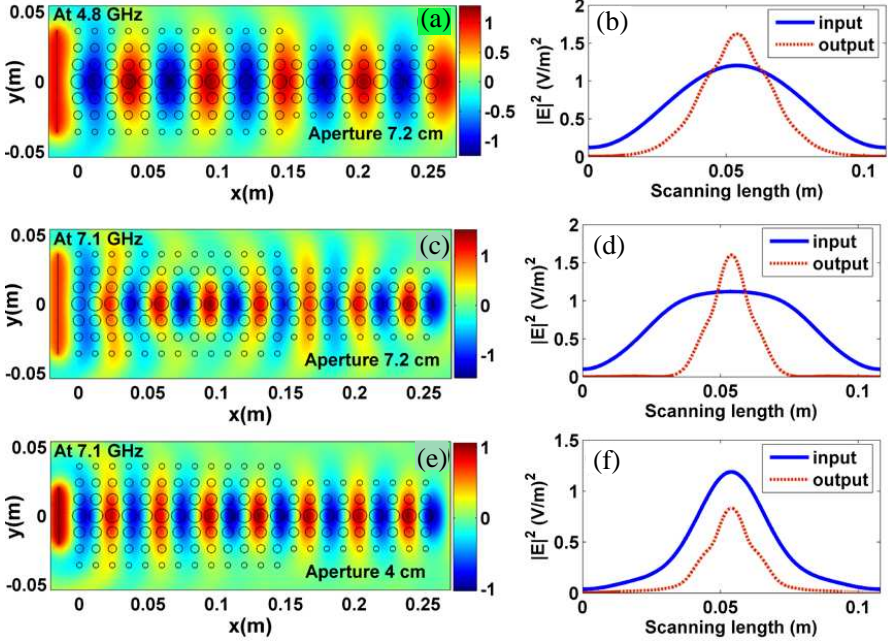 At 4.8 GHz
(a)
Aperture 7.2 cm
0.05
0
-0.05
y(m)
0
0.05
0.1
0.15
0.2
0.25
x(m)
1
0.5
0
-0.5
-1
(b)
input
output
2
1.5
1
0.5
0
|E|² (V/m)²
0
0.05
0.1
Scanning length (m)
At 7.1 GHz
(c)
Aperture 7.2 cm
0.05
0
-0.05
y(m)
0
0.05
0.1
0.15
0.2
0.25
x(m)
1
0
-1
(d)
input
output
2
1.5
1
0.5
0
|E|² (V/m)²
0
0.05
0.1
Scanning length (m)
At 7.1 GHz
(e)
Aperture 4 cm
0.05
0
-0.05
y(m)
0
0.05
0.1
0.15
0.2
0.25
x(m)
1
0
-1
(f)
input
output
1.5
1
0.5
0
|E|² (V/m)²
0
0.05
0.1
Scanning length (m)